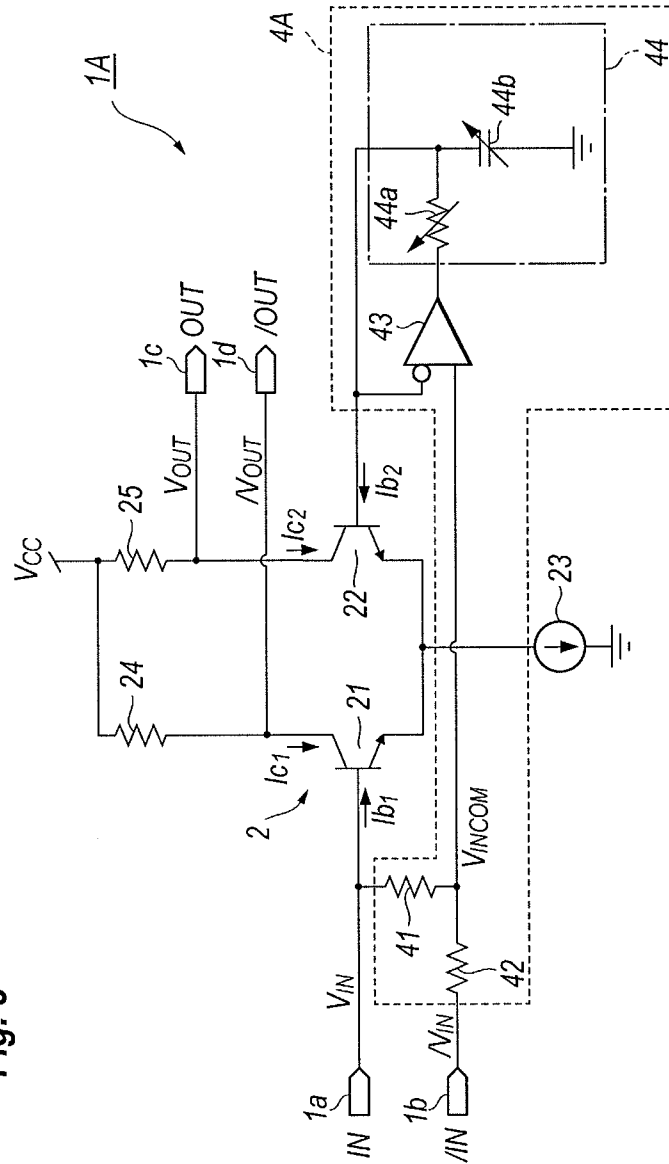 1A
VCC
24
25
VOUT
/VOUT
1c
OUT
1d
/OUT
4A
2
Ic1
Ic2
21
22
Ib1
Ib2
43
44a
44b
44
1a
IN
VIN
41
1b
/IN
/VIN
42
VINCOM
23